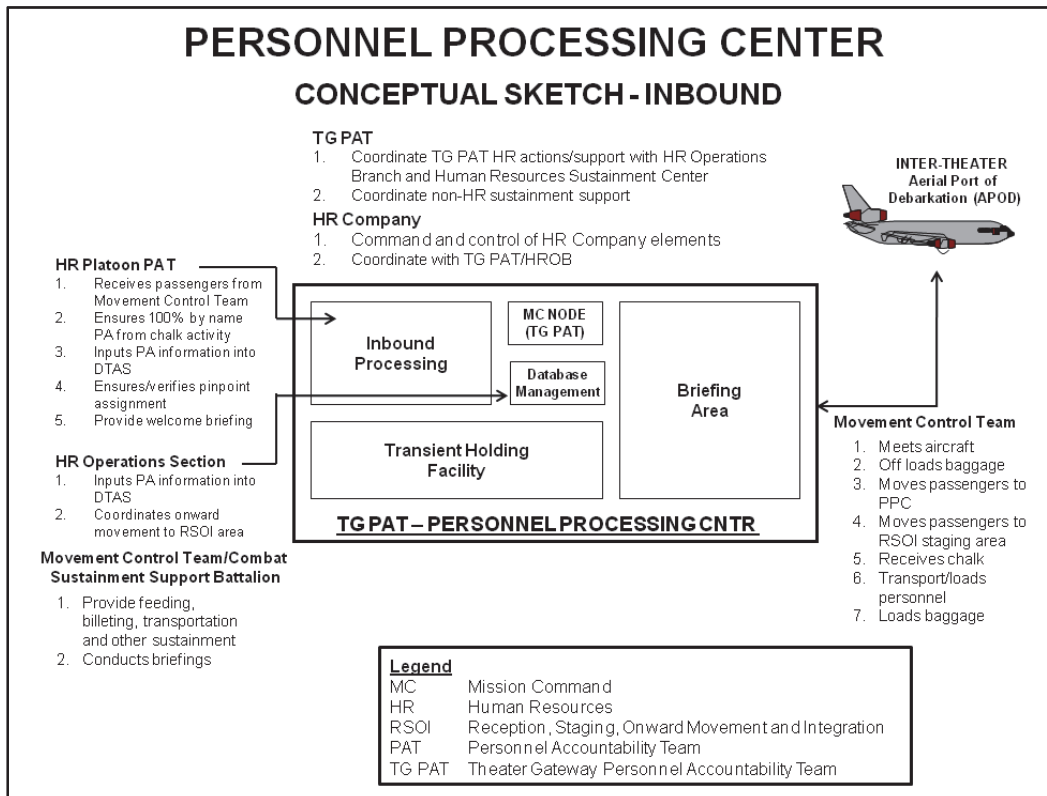 PERSONNEL PROCESSING CENTER
CONCEPTUAL SKETCH - INBOUND
TG PAT
1. Coordinate TG PAT HR actions/support with HR Operations
Branch and Human Resources Sustainment Center
2. Coordinate non-HR sustainment support
HR Company
1. Command and control of HR Company elements
2. Coordinate with TG PAT/HROB
INTER-THEATER
Aerial Port of
Debarkation (APOD)
HR Platoon PAT
1. Receives passengers from
Movement Control Team
2. Ensures 100% by name
PA from chalk activity
3. Inputs PA information into
DTAS
4. Ensures/verifies pinpoint
assignment
5. Provide welcome briefing
HR Operations Section
1. Inputs PA information into
DTAS
2. Coordinates onward
movement to RSOI area
Movement Control Team/Combat
Sustainment Support Battalion
1. Provide feeding,
billeting, transportation
and other sustainment
2. Conducts briefings
Inbound
Processing
MC NODE
(TG PAT)
Database
Management
Briefing
Area
Transient Holding
Facility
TG PAT – PERSONNEL PROCESSING CNTR
Movement Control Team
1. Meets aircraft
2. Off loads baggage
3. Moves passengers to
PPC
4. Moves passengers to
RSOI staging area
5. Receives chalk
6. Transport/loads
personnel
7. Loads baggage
Legend
MC Mission Command
HR Human Resources
RSOI Reception, Staging, Onward Movement and Integration
PAT Personnel Accountability Team
TG PAT Theater Gateway Personnel Accountability Team